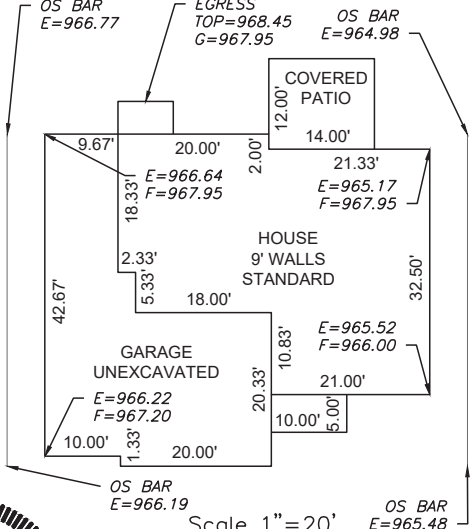 OS BAR
E=966.77
EGRESS
TOP=968.45
G=967.95
OS BAR
E=964.98
COVERED
PATIO
12.00'
14.00'
9.67'
20.00'
2.00'
21.33'
E=966.64
F=967.95
E=965.17
F=967.95
18.33'
HOUSE
9' WALLS
STANDARD
2.33'
5.33'
18.00'
42.67'
32.50'
10.83'
E=965.52
F=966.00
GARAGE
UNEXCAVATED
20.33'
21.00'
E=966.22
F=967.20
10.00'
5.00'
10.00'
1.33'
20.00'
OS BAR
E=966.19
Scale 1"=20'
OS BAR
E=965.48